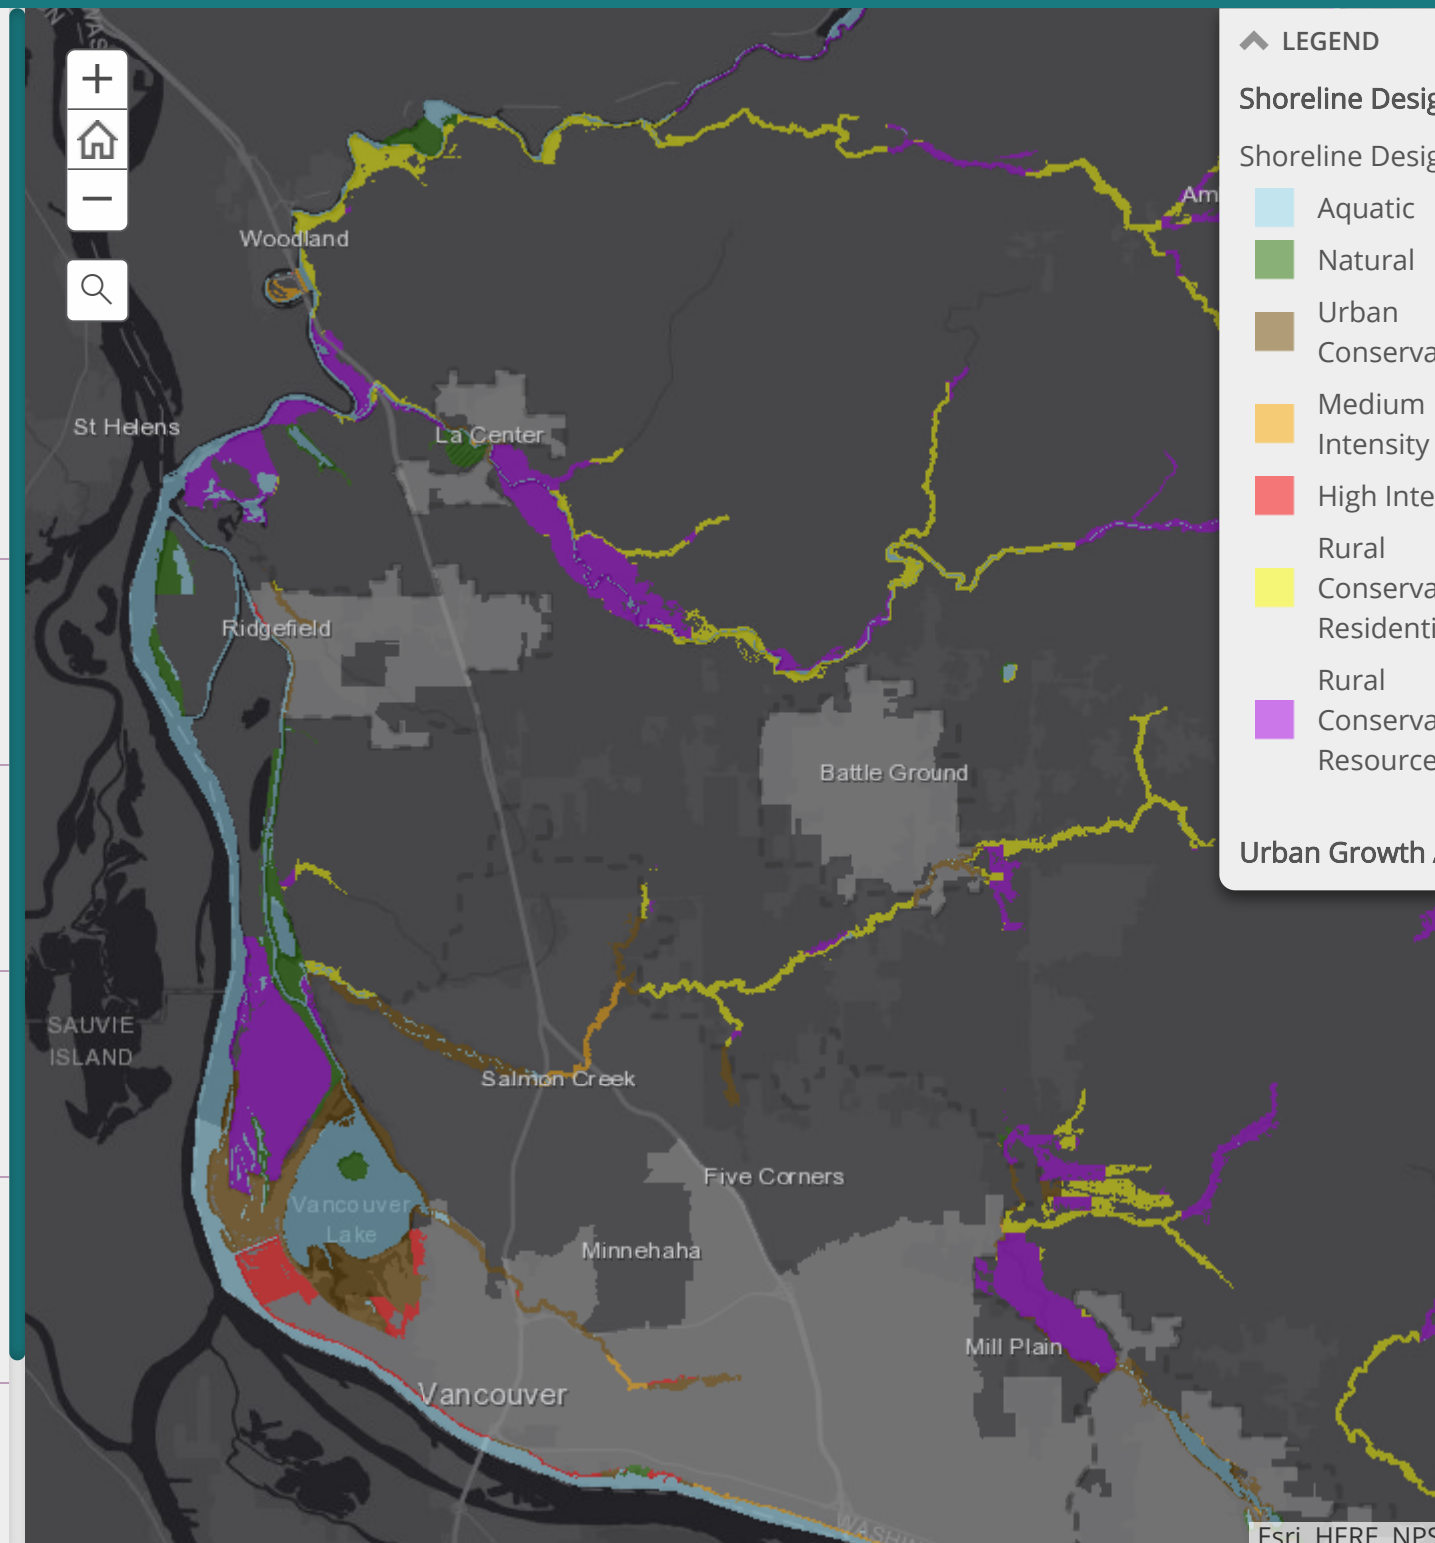 LEGEND
Shoreline Desig
Shoreline Desig
Aquatic
Natural
Urban
Conserva
Medium
Intensity
High Inte
Rural
Conserva
Residenti
Rural
Conserva
Resource
Urban Growth
Am
Woodland
St Helens
La Center
Ridgefield
Battle Ground
SAUVIE
ISLAND
Salmon Creek
Five Corners
Vancouver
Lake
Minnehaha
Mill Plain
Vancouver
WASHIN
Esri, HERE, NPS